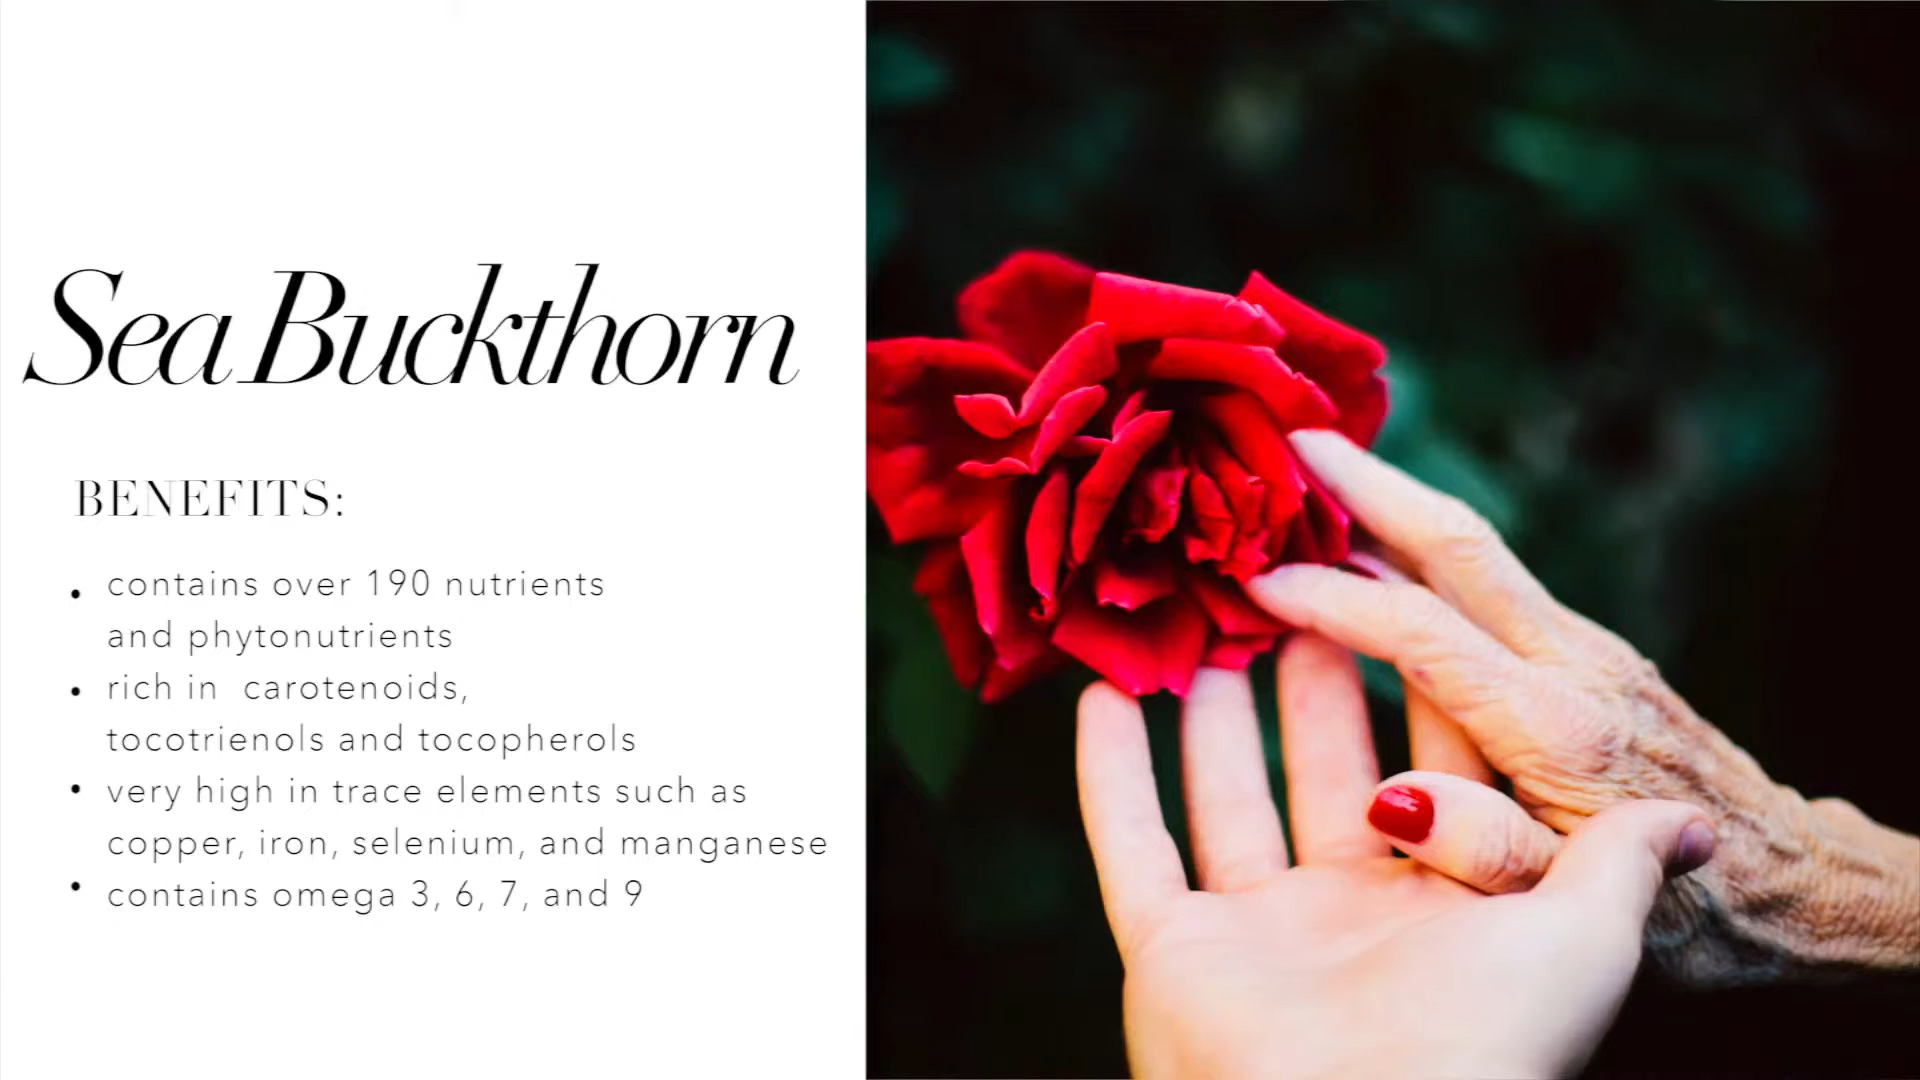 Sea Buckthorn
BENEFITS:
• contains over 190 nutrients
and phytonutrients
• rich in carotenoids,
tocotrienols and tocopherols
• very high in trace elements such as
copper, iron, selenium, and manganese
• contains omega 3, 6, 7, and 9